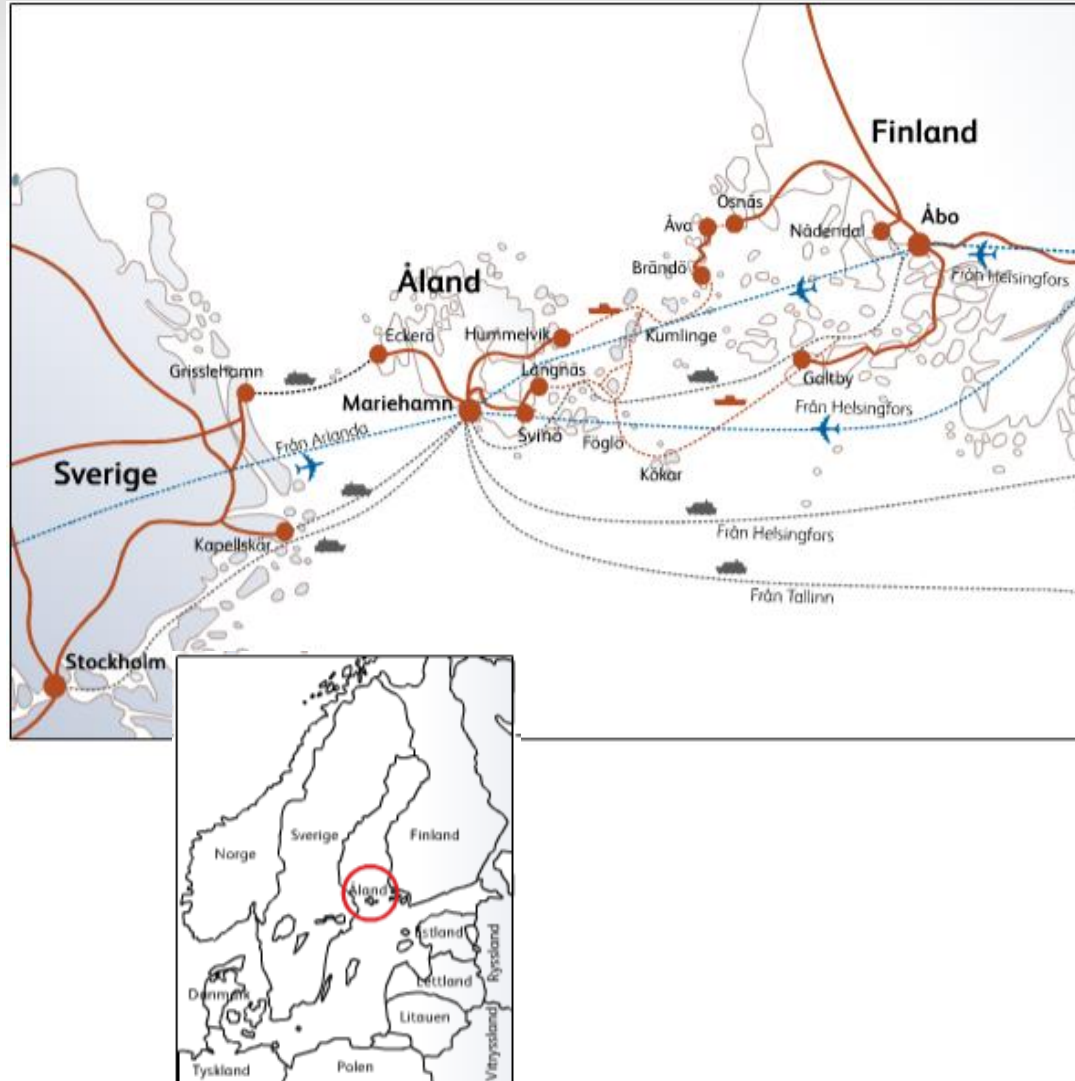 Finland
Osnäs
Åbo
Åva
Nådendal
Brändö
Från Helsingfors
Åland
Hummelvik
Kumlinge
Eckerö
Långnäs
Galtby
Grisslehamn
Mariehamn
Från Helsingfors
Svinö
Föglö
Från Arlanda
Kökar
Sverige
Kapellskär
Från Helsingfors
Från Tallinn
Stockholm
Sverige
Finland
Norge
Åland
Estland
Ryssland
Lettland
Danmark
Litauen
Vitryssland
Tyskland
Polen